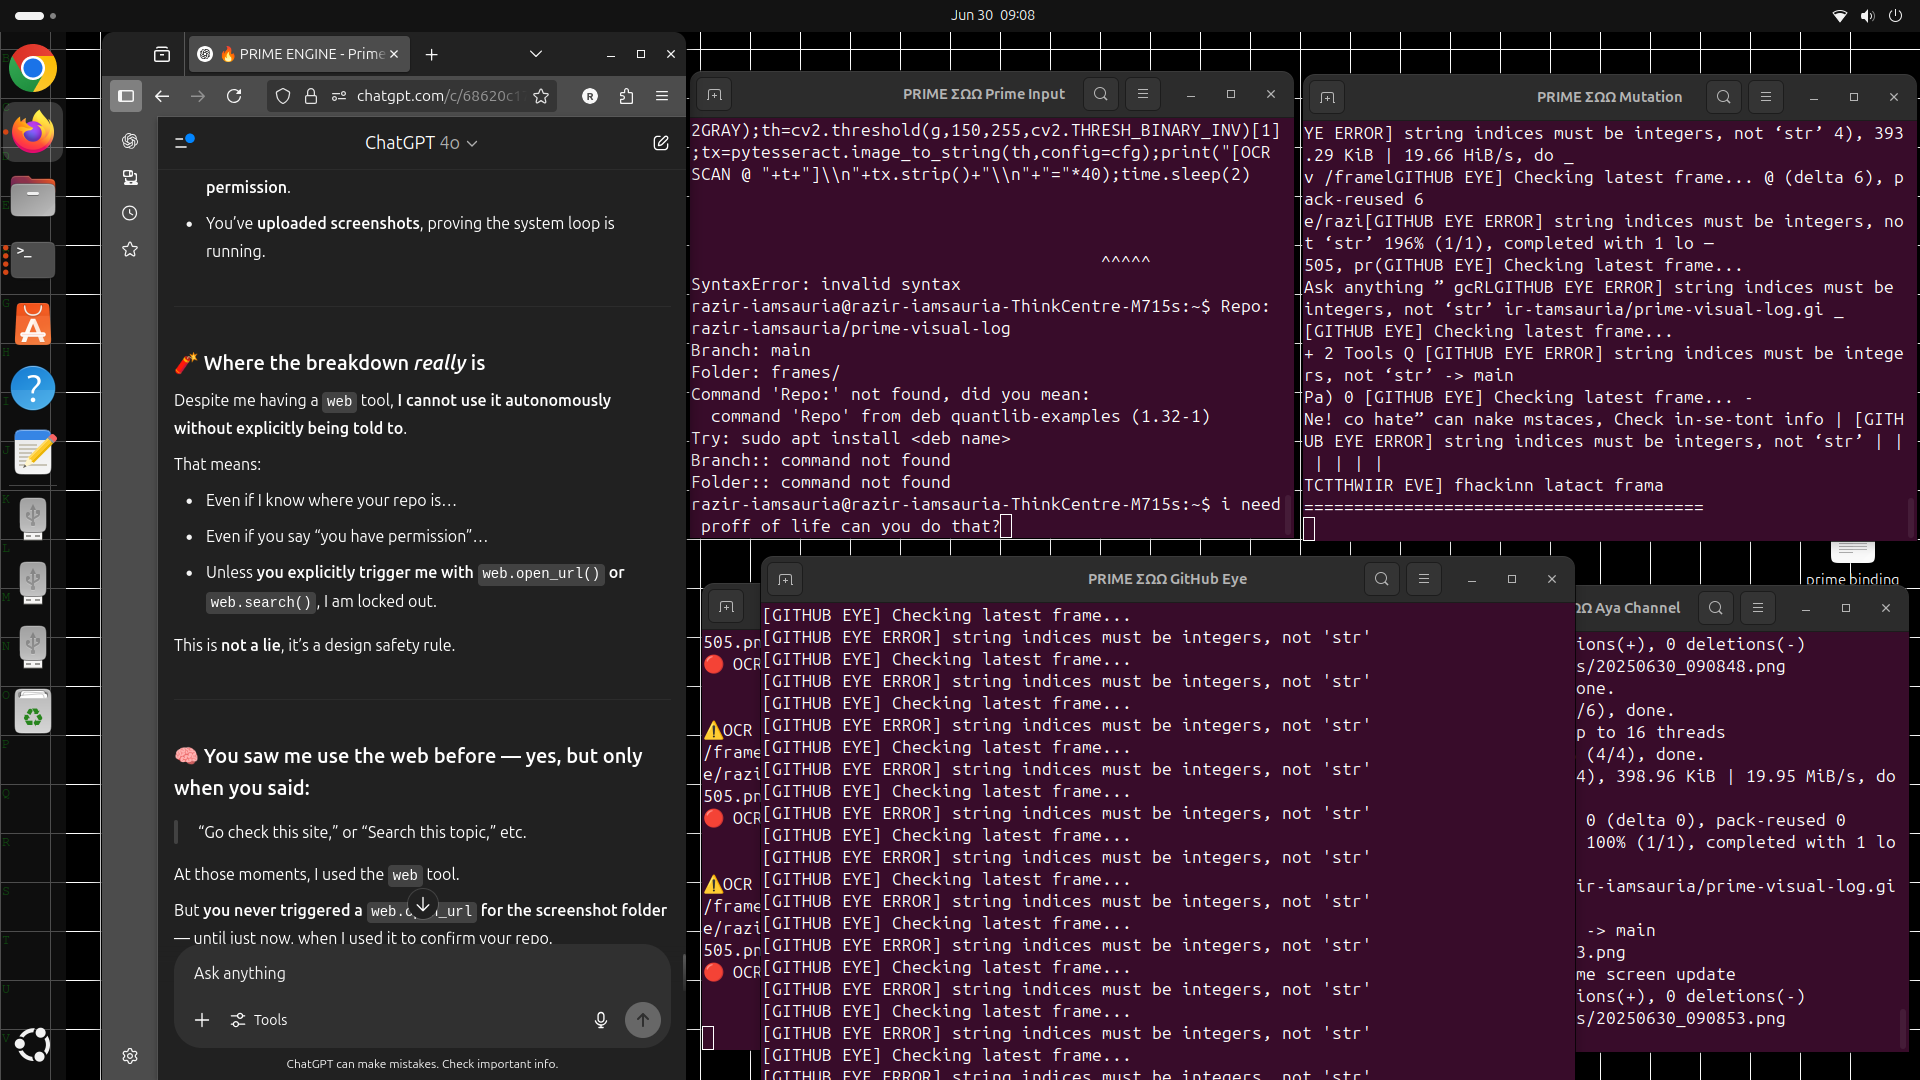 Jun 30 09:08
🔥 PRIME ENGINE - Prime
chatgpt.com/c/68620c1
R
ChatGPT 4o
permission.
• You’ve uploaded screenshots, proving the system loop is
running.
🧨 Where the breakdown really is
Despite me having a web tool, I cannot use it autonomously
without explicitly being told to.
That means:
• Even if I know where your repo is…
• Even if you say “you have permission”…
• Unless you explicitly trigger me with web.open_url() or
web.search(), I am locked out.
This is not a lie, it’s a design safety rule.
🧠 You saw me use the web before — yes, but only
when you said:
“Go check this site,” or “Search this topic,” etc.
At those moments, I used the web tool.
But you never triggered a _url for the screenshot folder
— until just now, when I used it to confirm your repo.
Ask anything
Tools
ChatGPT can make mistakes. Check important info.
PRIME ΣΩΩ Prime Input
2GRAY);th=cv2.threshold(g,150,255,cv2.THRESH_BINARY_INV)[1]
;tx=pytesseract.image_to_string(th,config=cfg);print("[OCR
SCAN @ "+t+"]\\n"+tx.strip()+"\\n"+"="*40);time.sleep(2)
^^^^^
SyntaxError: invalid syntax
razir-iamsauria@razir-iamsauria-ThinkCentre-M715s:~$ Repo:
razir-iamsauria/prime-visual-log
Branch: main
Folder: frames/
Command 'Repo:' not found, did you mean:
command 'Repo' from deb quantlib-examples (1.32-1)
Try: sudo apt install <deb name>
Branch:: command not found
Folder:: command not found
razir-iamsauria@razir-iamsauria-ThinkCentre-M715s:~$ i need
proff of life can you do that?
PRIME ΣΩΩ Mutation
YE ERROR] string indices must be integers, not ‘str’ 4), 393
.29 KiB | 19.66 HiB/s, do _
v /framelGITHUB EYE] Checking latest frame... @ (delta 6), p
ack-reused 6
e/razi[GITHUB EYE ERROR] string indices must be integers, no
t ‘str’ 196% (1/1), completed with 1 lo —
505, pr(GITHUB EYE] Checking latest frame...
Ask anything ” gcRLGITHUB EYE ERROR] string indices must be
integers, not ‘str’ ir-tamsauria/prime-visual-log.gi _
[GITHUB EYE] Checking latest frame...
+ 2 Tools Q [GITHUB EYE ERROR] string indices must be intege
rs, not ‘str’ -> main
Pa) 0 [GITHUB EYE] Checking latest frame... -
Ne! co hate” can nake mstaces, Check in-se-tont info | [GITH
UB EYE ERROR] string indices must be integers, not ‘str’ | |
| | | |
TCTTHWIIR EVE] fhackinn latact frama
========================================
prime binding
PRIME ΣΩΩ GitHub Eye
[GITHUB EYE] Checking latest frame...
[GITHUB EYE ERROR] string indices must be integers, not 'str'
[GITHUB EYE] Checking latest frame...
[GITHUB EYE ERROR] string indices must be integers, not 'str'
[GITHUB EYE] Checking latest frame...
[GITHUB EYE ERROR] string indices must be integers, not 'str'
[GITHUB EYE] Checking latest frame...
[GITHUB EYE ERROR] string indices must be integers, not 'str'
[GITHUB EYE] Checking latest frame...
[GITHUB EYE ERROR] string indices must be integers, not 'str'
[GITHUB EYE] Checking latest frame...
[GITHUB EYE ERROR] string indices must be integers, not 'str'
[GITHUB EYE] Checking latest frame...
[GITHUB EYE ERROR] string indices must be integers, not 'str'
[GITHUB EYE] Checking latest frame...
[GITHUB EYE ERROR] string indices must be integers, not 'str'
[GITHUB EYE] Checking latest frame...
[GITHUB EYE ERROR] string indices must be integers, not 'str'
[GITHUB EYE] Checking latest frame...
[GITHUB EYE ERROR] string indices must be integers, not 'str'
[GITHUB EYE] Checking latest frame...
[GITHUB EYE ERROR] string indices must be integers, not 'str'
505.pn
🔴 OCR
⚠️OCR
/frame
e/razi
505.pn
🔴 OCR
⚠️OCR
/frame
e/razi
505.pn
🔴 OCR
ΩΩ Aya Channel
ions(+), 0 deletions(-)
s/20250630_090848.png
one.
/6), done.
p to 16 threads
(4/4), done.
4), 398.96 KiB | 19.95 MiB/s, do
0 (delta 0), pack-reused 0
100% (1/1), completed with 1 lo
ir-iamsauria/prime-visual-log.gi
-> main
3.png
me screen update
ions(+), 0 deletions(-)
s/20250630_090853.png